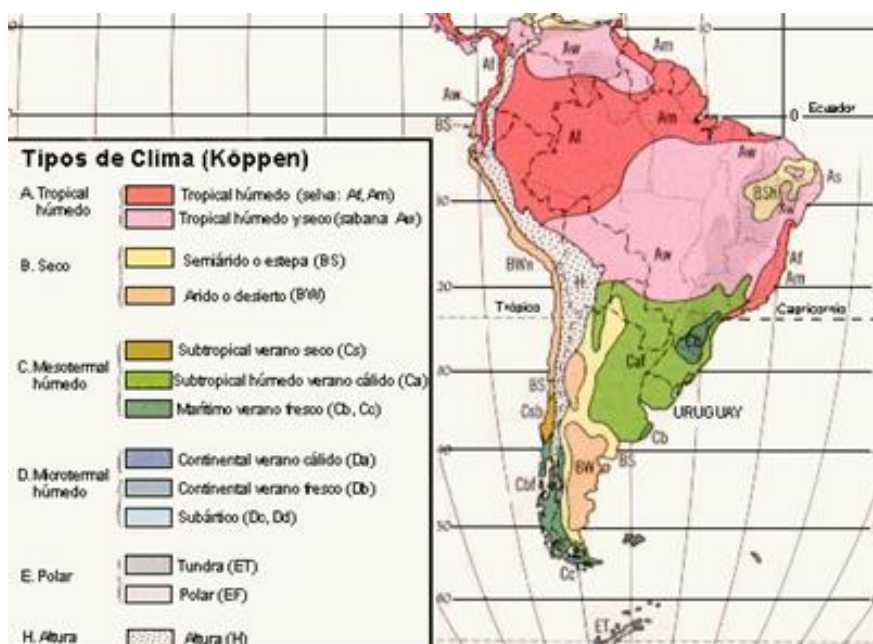 Tipos de Clima (Köppen)
A. Tropical húmedo
Tropical húmedo (selva: Af, Am)
Tropical húmedo y seco (sabana Aw)
B. Seco
Semiárido o estepa (BS)
Arido o desierto (BW)
C. Mesotermal húmedo
Subtropical verano seco (Cs)
Subtropical húmedo verano cálido (Ca)
Marítimo verano fresco (Cb, Cc)
D. Microtermal húmedo
Continental verano cálido (Da)
Continental verano fresco (Db)
Subártico (Dc, Dd)
E. Polar
Tundra (ET)
Polar (EF)
H. Altura
Altura (H)
10
Aw
Am
Af
Aw
0
Ecuador
BS
Af
Am
Aw
As
BSh
10
Aw
Af
Am
BWn
H
20
Trópico
Capricornio
Cb
Caf
30
BS
Csb
URUGUAY
Cb
40
BS
BW
Cbf
50
Cc
60
ET